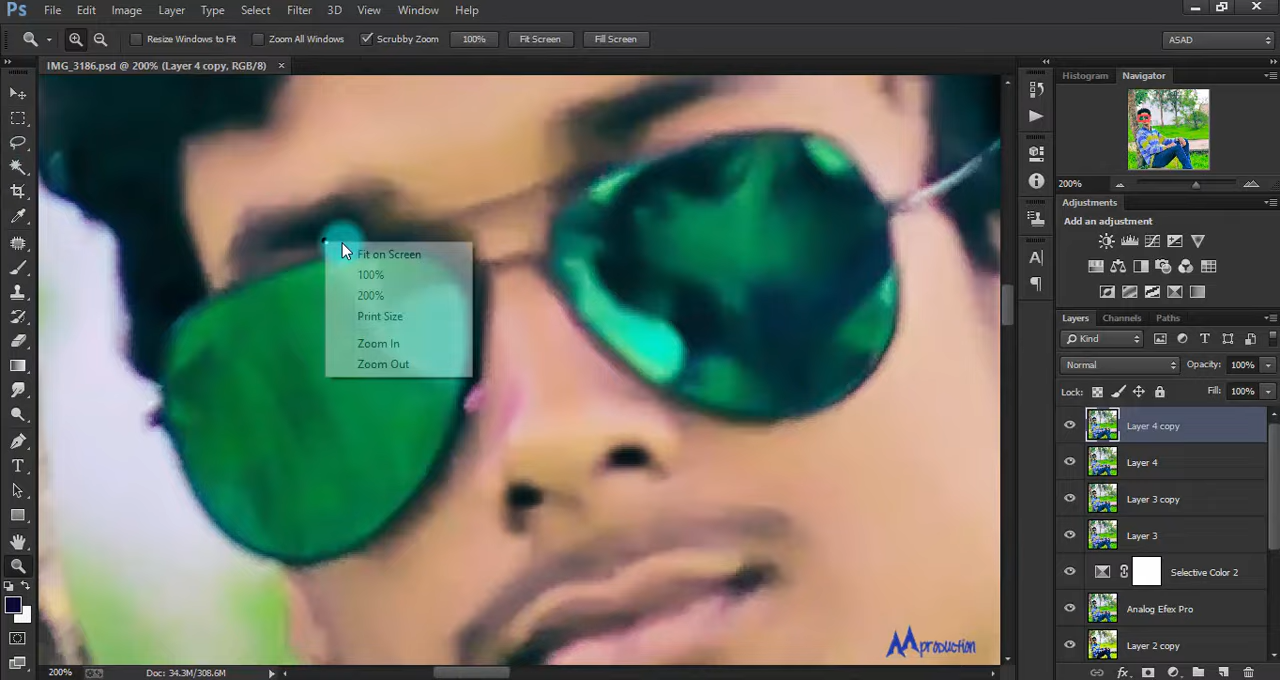 Ps File Edit Image Layer Type Select Filter 3D View Window Help
Resize Windows to Fit Zoom All Windows Scrubby Zoom 100% Fit Screen Fill Screen ASAD
IMG_3186.psd @ 200% (Layer 4 copy, RGB/8)
Histogram Navigator
200%
Adjustments
Add an adjustment
Fit on Screen
100%
200%
Print Size
Zoom In
Zoom Out
Layers Channels Paths
Kind
Normal Opacity: 100%
Lock: Fill: 100%
Layer 4 copy
Layer 4
Layer 3 copy
Layer 3
Selective Color 2
Analog Efex Pro
Layer 2 copy
AA production
200% Doc: 34.3M/308.6M